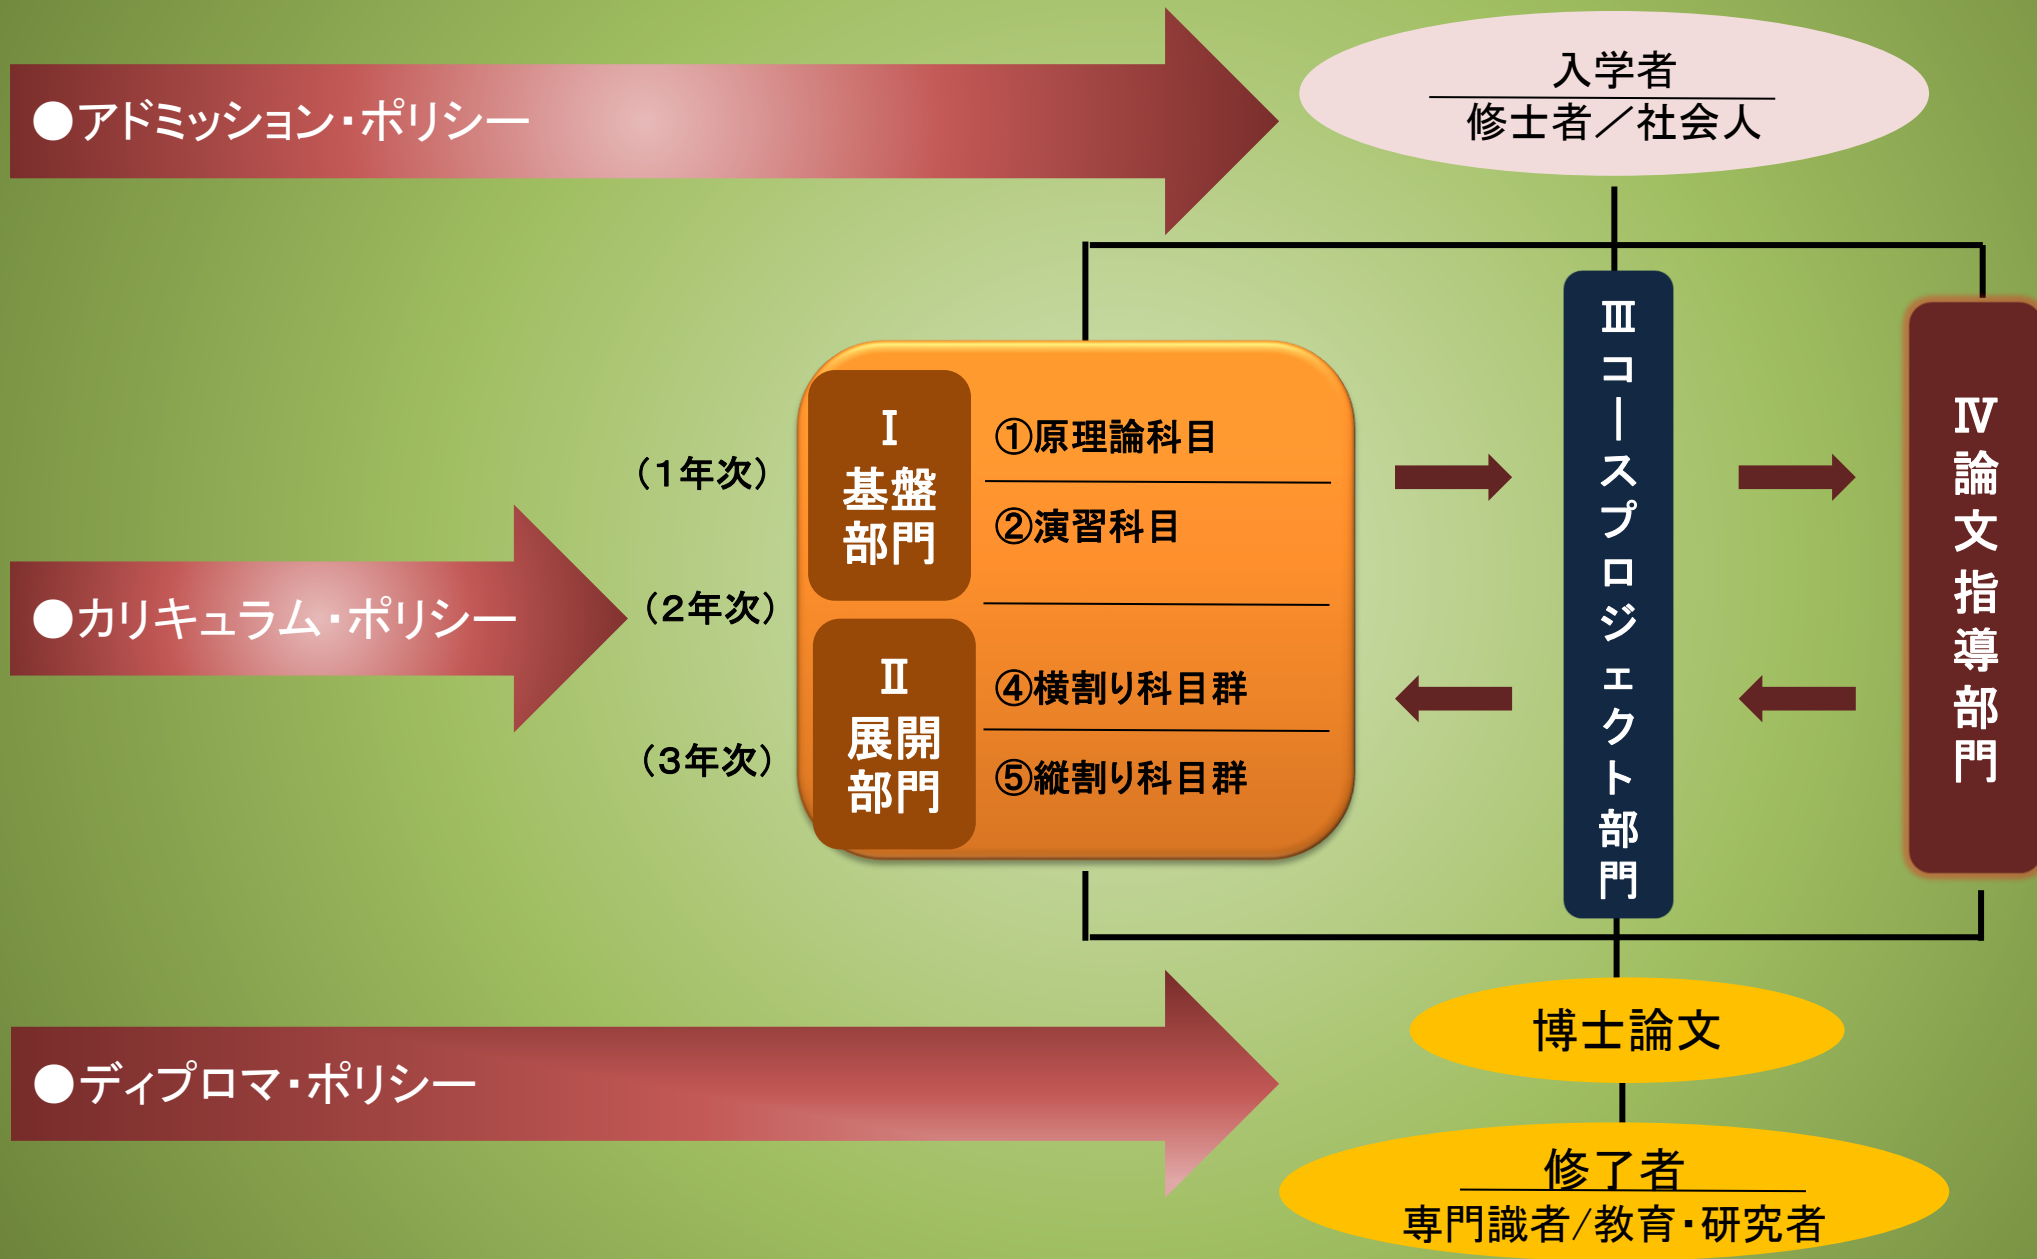 ●アドミッション・ポリシー
入学者
修士者／社会人
●カリキュラム・ポリシー
（１年次）
（２年次）
（３年次）
Ⅰ
基盤
部門
①原理論科目
②演習科目
Ⅱ
展開
部門
④横割り科目群
⑤縦割り科目群
Ⅲコースプロジェクト部門
Ⅳ論文指導部門
●ディプロマ・ポリシー
博士論文
修了者
専門識者/教育・研究者